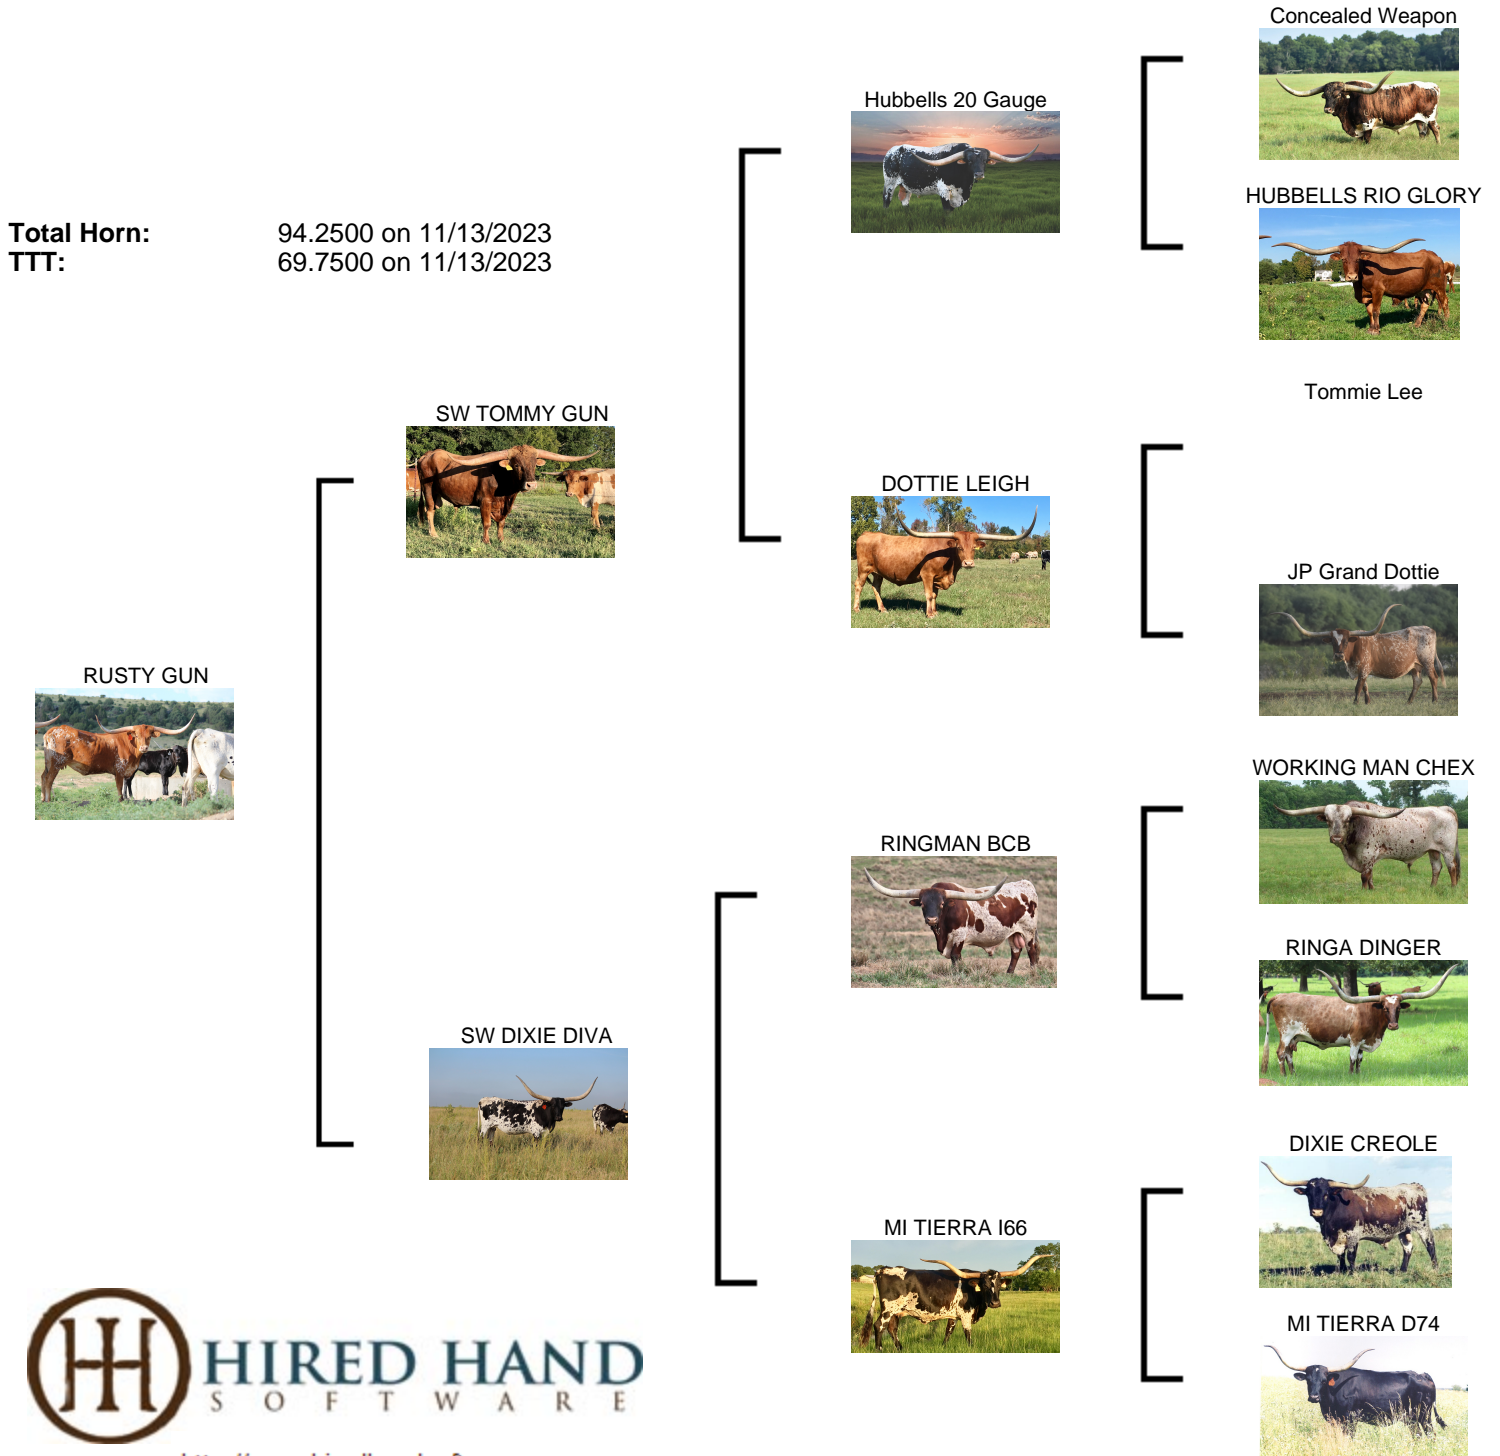 Concealed Weapon
Hubbells 20 Gauge
HUBBELLS RIO GLORY
Total Horn: 94.2500 on 11/13/2023
TTT: 69.7500 on 11/13/2023
Tommie Lee
SW TOMMY GUN
DOTTIE LEIGH
JP Grand Dottie
RUSTY GUN
WORKING MAN CHEX
RINGMAN BCB
RINGA DINGER
SW DIXIE DIVA
DIXIE CREOLE
MI TIERRA I66
MI TIERRA D74
HIRED HAND
SOFTWARE